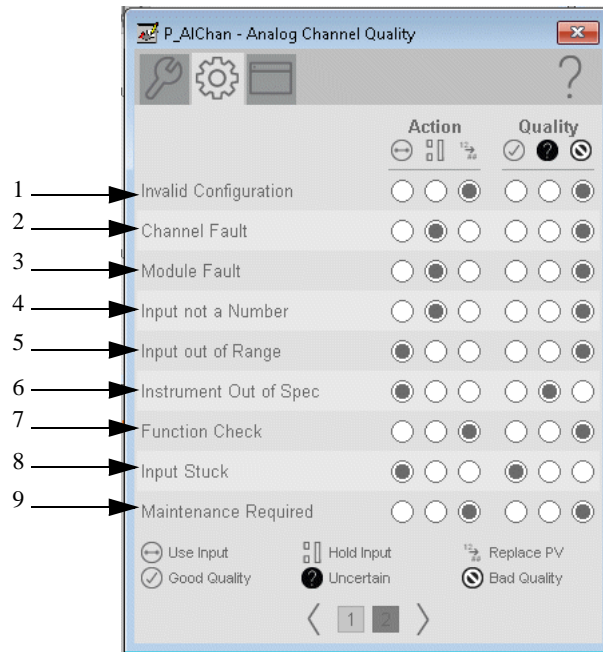 P_AIChan - Analog Channel Quality
Action Quality
1 Invalid Configuration
2 Channel Fault
3 Module Fault
4 Input not a Number
5 Input out of Range
6 Instrument Out of Spec
7 Function Check
8 Input Stuck
9 Maintenance Required
Use Input Hold Input Replace PV
Good Quality ? Uncertain Bad Quality
1 2